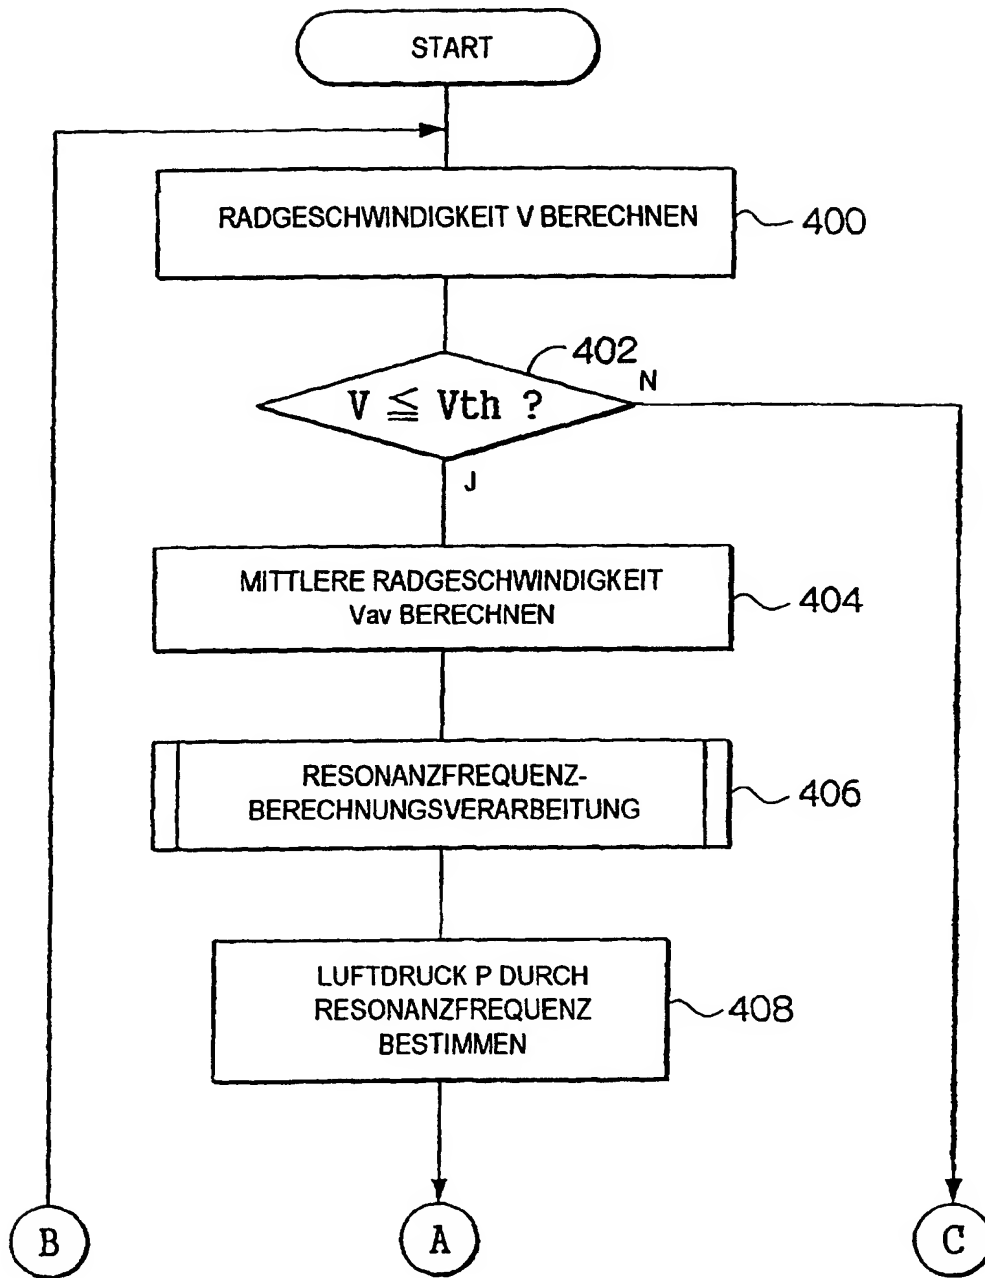 START
RADGESCHWINDIGKEIT V BERECHNEN
400
402
N
V ≦ Vth ?
J
MITTLERE RADGESCHWINDIGKEIT
Vav BERECHNEN
404
RESONANZFREQUENZ-
BERECHNUNGSVERARBEITUNG
406
LUFTDRUCK P DURCH
RESONANZFREQUENZ
BESTIMMEN
408
B
A
C